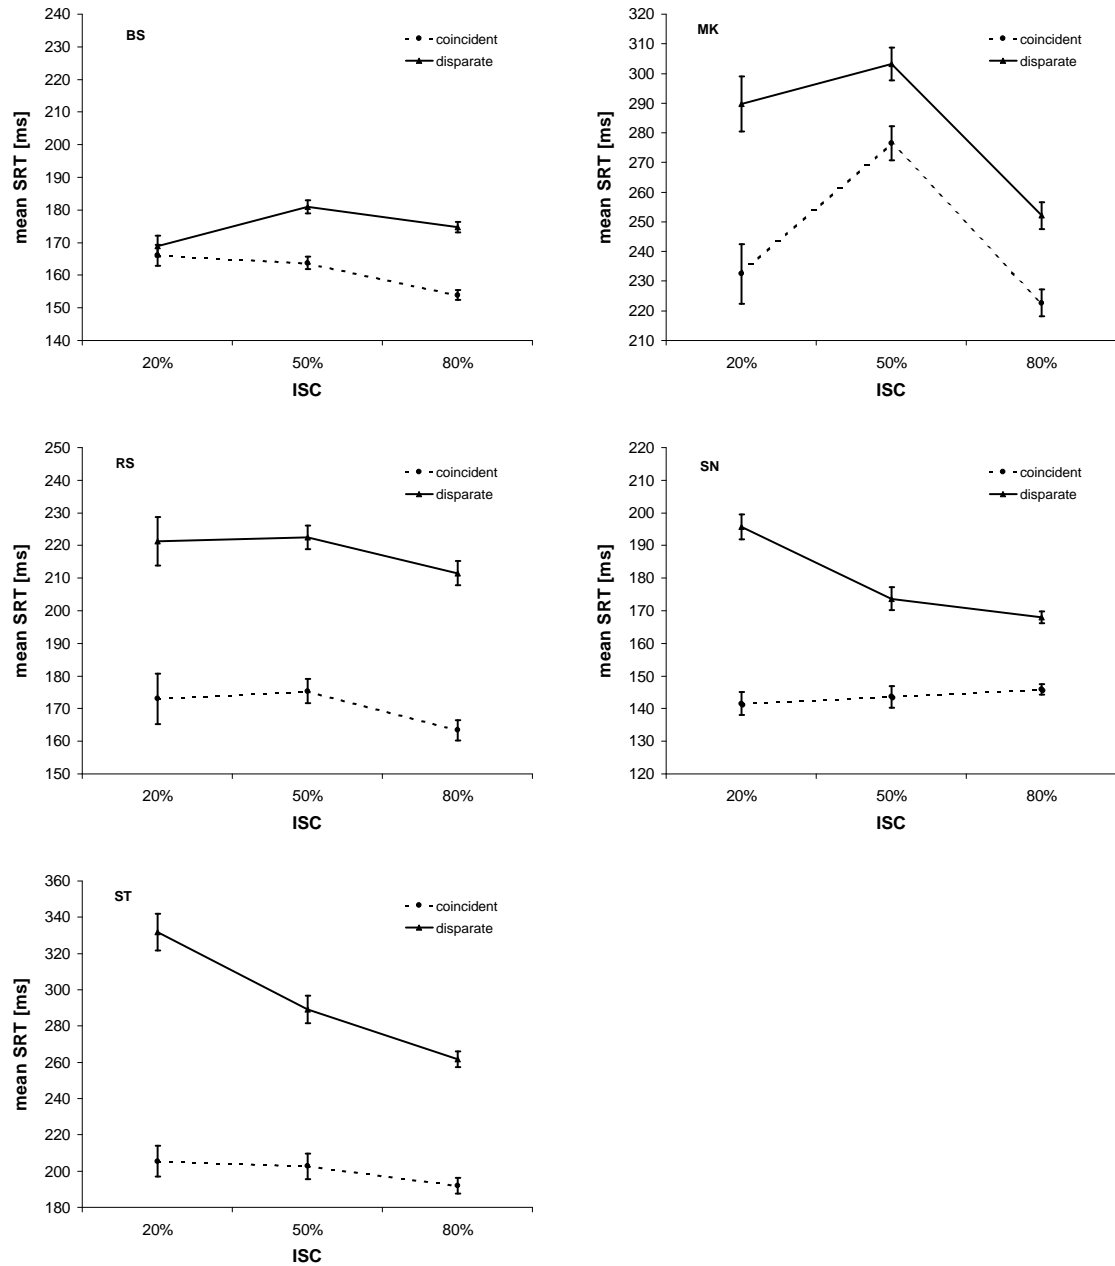 BS
coincident
disparate
mean SRT [ms]
240
230
220
210
200
190
180
170
160
150
140
20%
50%
80%
ISC
MK
coincident
disparate
mean SRT [ms]
320
310
300
290
280
270
260
250
240
230
220
210
20%
50%
80%
ISC
RS
coincident
disparate
mean SRT [ms]
250
240
230
220
210
200
190
180
170
160
150
20%
50%
80%
ISC
SN
coincident
disparate
mean SRT [ms]
220
210
200
190
180
170
160
150
140
130
120
20%
50%
80%
ISC
ST
coincident
disparate
mean SRT [ms]
360
340
320
300
280
260
240
220
200
180
20%
50%
80%
ISC